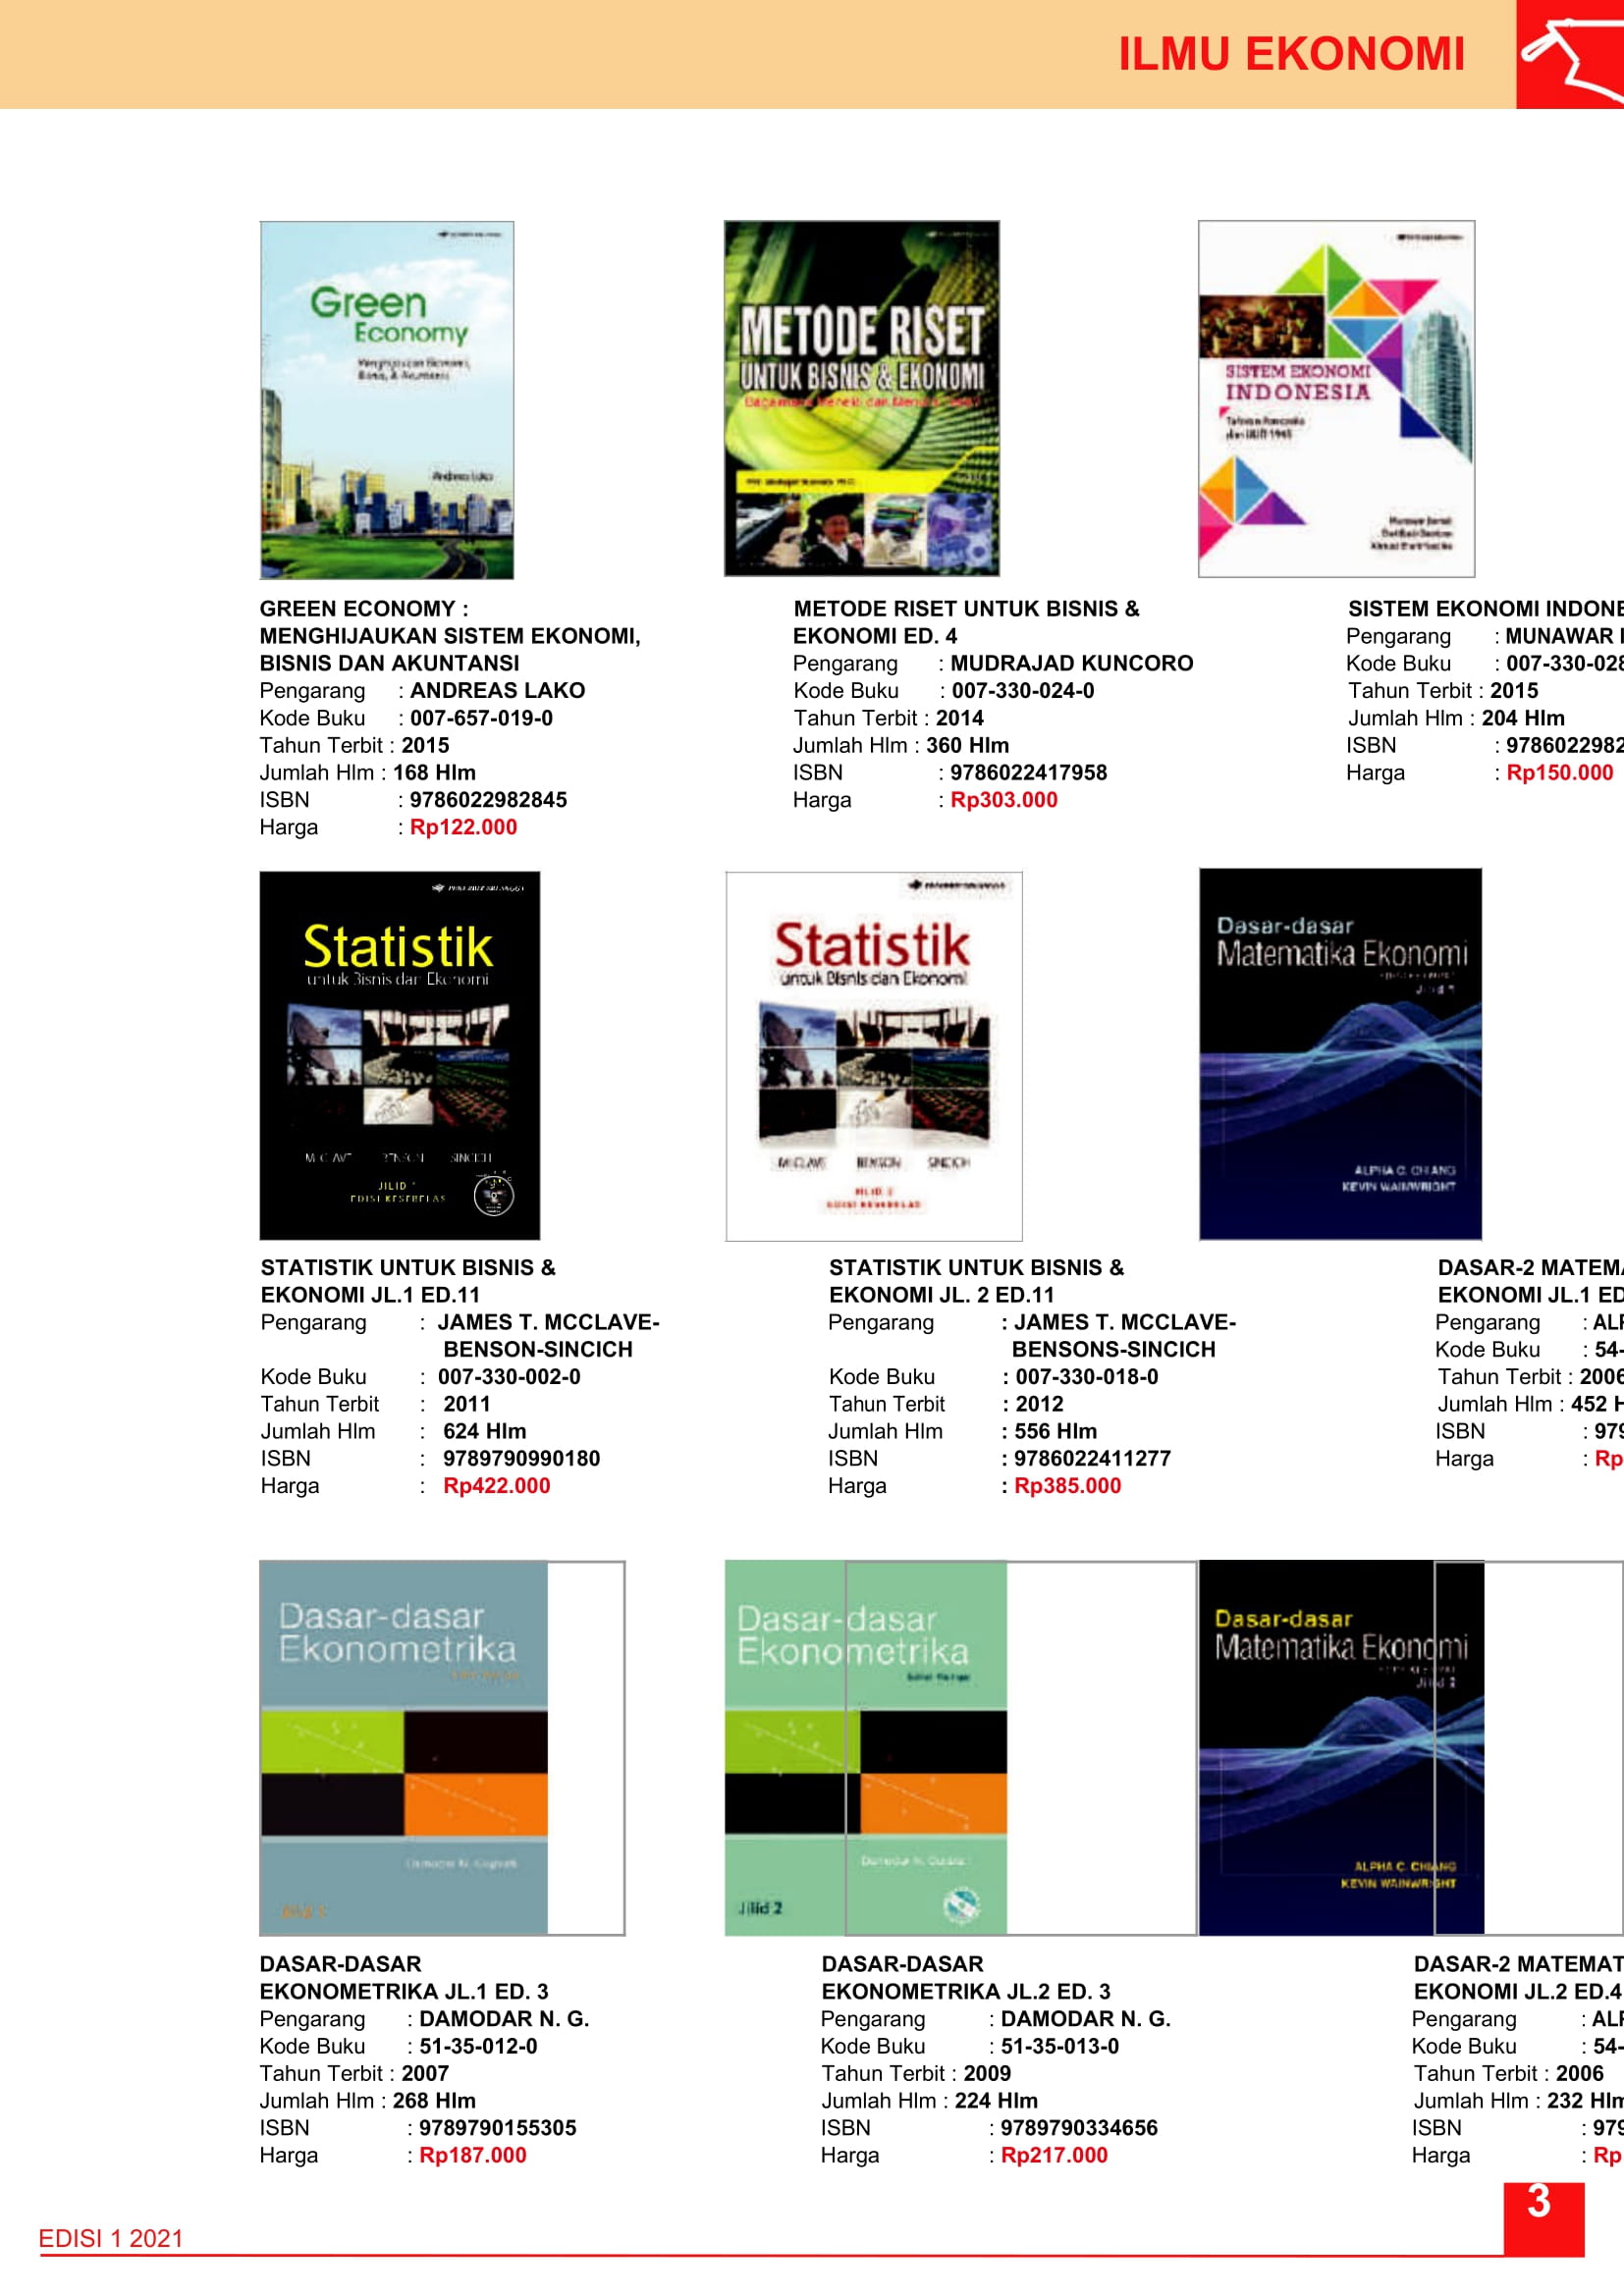 ILMU EKONOMI
Green
Economy
METODE RISET
UNTUK BISNIS & EKONOMI
SISTEM EKONOMI
INDONESIA
GREEN ECONOMY :
MENGHIJAUKAN SISTEM EKONOMI,
BISNIS DAN AKUNTANSI
Pengarang : ANDREAS LAKO
Kode Buku : 007-657-019-0
Tahun Terbit : 2015
Jumlah Hlm : 168 Hlm
ISBN : 9786022982845
Harga : Rp122.000
METODE RISET UNTUK BISNIS &
EKONOMI ED. 4
Pengarang : MUDRAJAD KUNCORO
Kode Buku : 007-330-024-0
Tahun Terbit : 2014
Jumlah Hlm : 360 Hlm
ISBN : 9786022417958
Harga : Rp303.000
SISTEM EKONOMI
Pengarang : MUNAWAR
Kode Buku : 007-330-028
Tahun Terbit : 2015
Jumlah Hlm : 204 Hlm
ISBN : 9786022982
Harga : Rp150.000
Statistik
untuk Bisnis dan Ekonomi
JILID
Statistik
untuk Bisnis dan Ekonomi
MCCLAVE BENSON SINCICH
Dasar-dasar
Matematika Ekonomi
ALPHA C. CHIANG
KEVIN WAINWRIGHT
STATISTIK UNTUK BISNIS &
EKONOMI JL.1 ED.11
Pengarang : JAMES T. MCCLAVE-
BENSON-SINCICH
Kode Buku : 007-330-002-0
Tahun Terbit : 2011
Jumlah Hlm : 624 Hlm
ISBN : 9789790990180
Harga : Rp422.000
STATISTIK UNTUK BISNIS &
EKONOMI JL. 2 ED.11
Pengarang : JAMES T. MCCLAVE-
BENSONS-SINCICH
Kode Buku : 007-330-018-0
Tahun Terbit : 2012
Jumlah Hlm : 556 Hlm
ISBN : 9786022411277
Harga : Rp385.000
DASAR-2 MATEM
EKONOMI JL.1 ED
Pengarang : AL
Kode Buku : 54-
Tahun Terbit : 2006
Jumlah Hlm : 452
ISBN : 979
Harga : Rp
Dasar-dasar
Ekonometrika
Dasar-dasar
Ekonometrika
Jilid 2
Dasar-dasar
Matematika Ekonomi
Jilid 2
ALPHA C. CHIANG
KEVIN WAINWRIGHT
DASAR-DASAR
EKONOMETRIKA JL.1 ED. 3
Pengarang : DAMODAR N. G.
Kode Buku : 51-35-012-0
Tahun Terbit : 2007
Jumlah Hlm : 268 Hlm
ISBN : 9789790155305
Harga : Rp187.000
DASAR-DASAR
EKONOMETRIKA JL.2 ED. 3
Pengarang : DAMODAR N. G.
Kode Buku : 51-35-013-0
Tahun Terbit : 2009
Jumlah Hlm : 224 Hlm
ISBN : 9789790334656
Harga : Rp217.000
DASAR-2 MATEMAT
EKONOMI JL.2 ED.4
Pengarang : AL
Kode Buku : 54-
Tahun Terbit : 2006
Jumlah Hlm : 232 Hlm
ISBN : 979
Harga : Rp
3
EDISI 1 2021